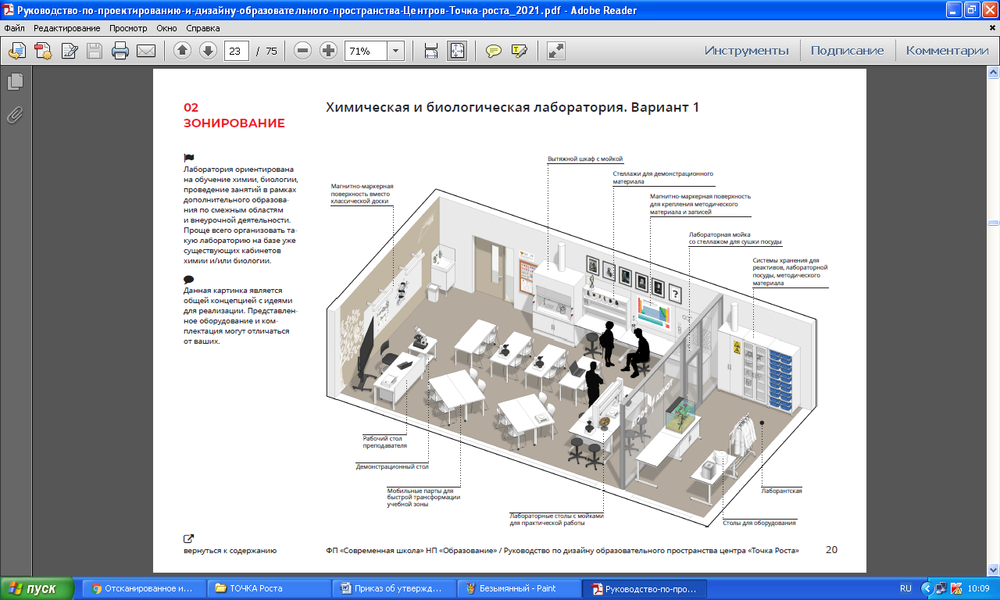 Руководство-по-проектированию-и-дизайну-образовательного-пространства-Центров-Точка-роста_2021.pdf - Adobe Reader
Файл Редактирование Просмотр Окно Справка
23 / 75 71% Инструменты Подписание Комментарии
02
ЗОНИРОВАНИЕ
Химическая и биологическая лаборатория. Вариант 1
Лаборатория ориентирована
на обучение химии, биологии,
проведение занятий в рамках
дополнительного образова-
ния по смежным областям
и внеурочной деятельности.
Проще всего организовать та-
кую лабораторию на базе уже
существующих кабинетов
химии и/или биологии.
Данная картинка является
общей концепцией с идеями
для реализации. Представлен-
ное оборудование и ком-
плектация могут отличаться
от ваших.
Магнитно-маркерная
поверхность вместо
классической доски
Вытяжной шкаф с мойкой
Стеллажи для демонстрационного
материала
Магнитно-маркерная поверхность
для крепления методического
материала и записей
Лабораторная мойка
со стеллажом для сушки посуды
Системы хранения для
реактивов, лабораторной
посуды, методического
материала
?
Рабочий стол
преподавателя
Демонстрационный стол
Мобильные парты для
быстрой трансформации
учебной зоны
Лабораторные столы с мойками
для практической работы
Лаборантская
Столы для оборудования
вернуться к содержанию
ФП «Современная школа» НП «Образование» / Руководство по дизайну образовательного пространства центра «Точка Роста»
20
пуск
Отсканированное и...
ТОЧКА Роста
Приказ об утвержд...
Безымянный - Paint
Руководство-по-про...
RU
10:09